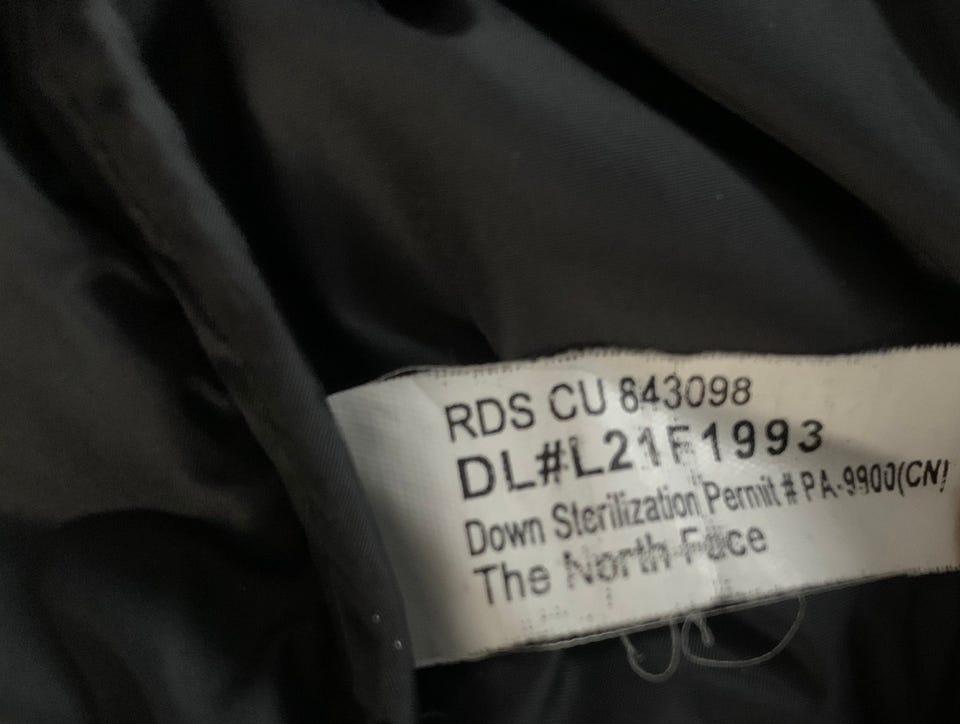 RDS CU 843098
DL#L21F1993
Down Sterilization Permit # PA-9900(CN)
The North Face